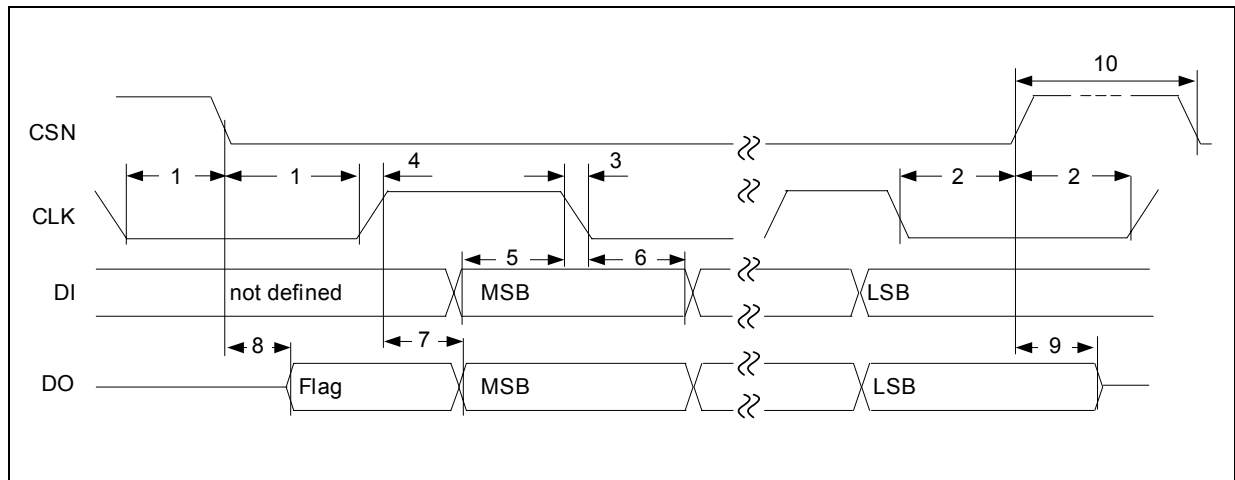 10
CSN
1 1 4 3 2 2
CLK
5 6
DI not defined MSB LSB
8 7 9
DO Flag MSB LSB